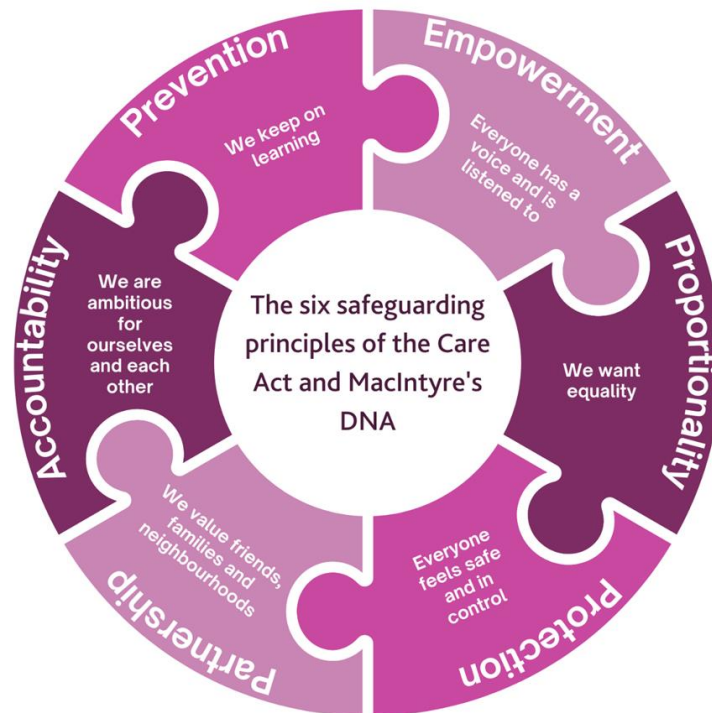 The six safeguarding
principles of the Care
Act and MacIntyre's
DNA
Empowerment
Everyone has a
voice and is
listened to
Proportionality
We want
equality
Protection
Everyone
feels safe
and in
control
Partnership
We value friends,
families and
neighbourhoods
Accountability
We are
ambitious
for
ourselves
and each
other
Prevention
We keep on
learning